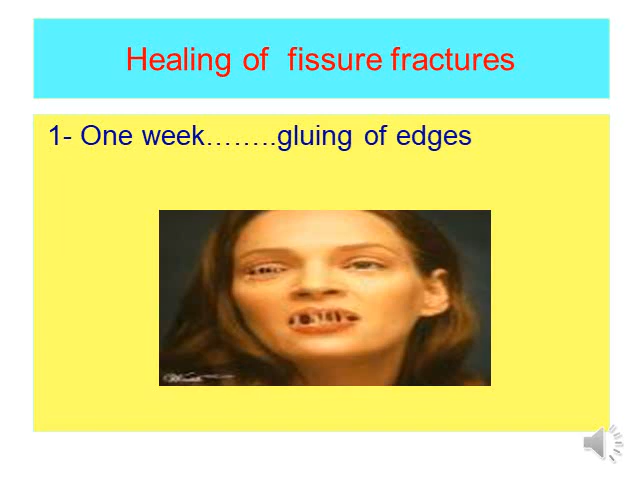 Healing of fissure fractures
1- One week……..gluing of edges